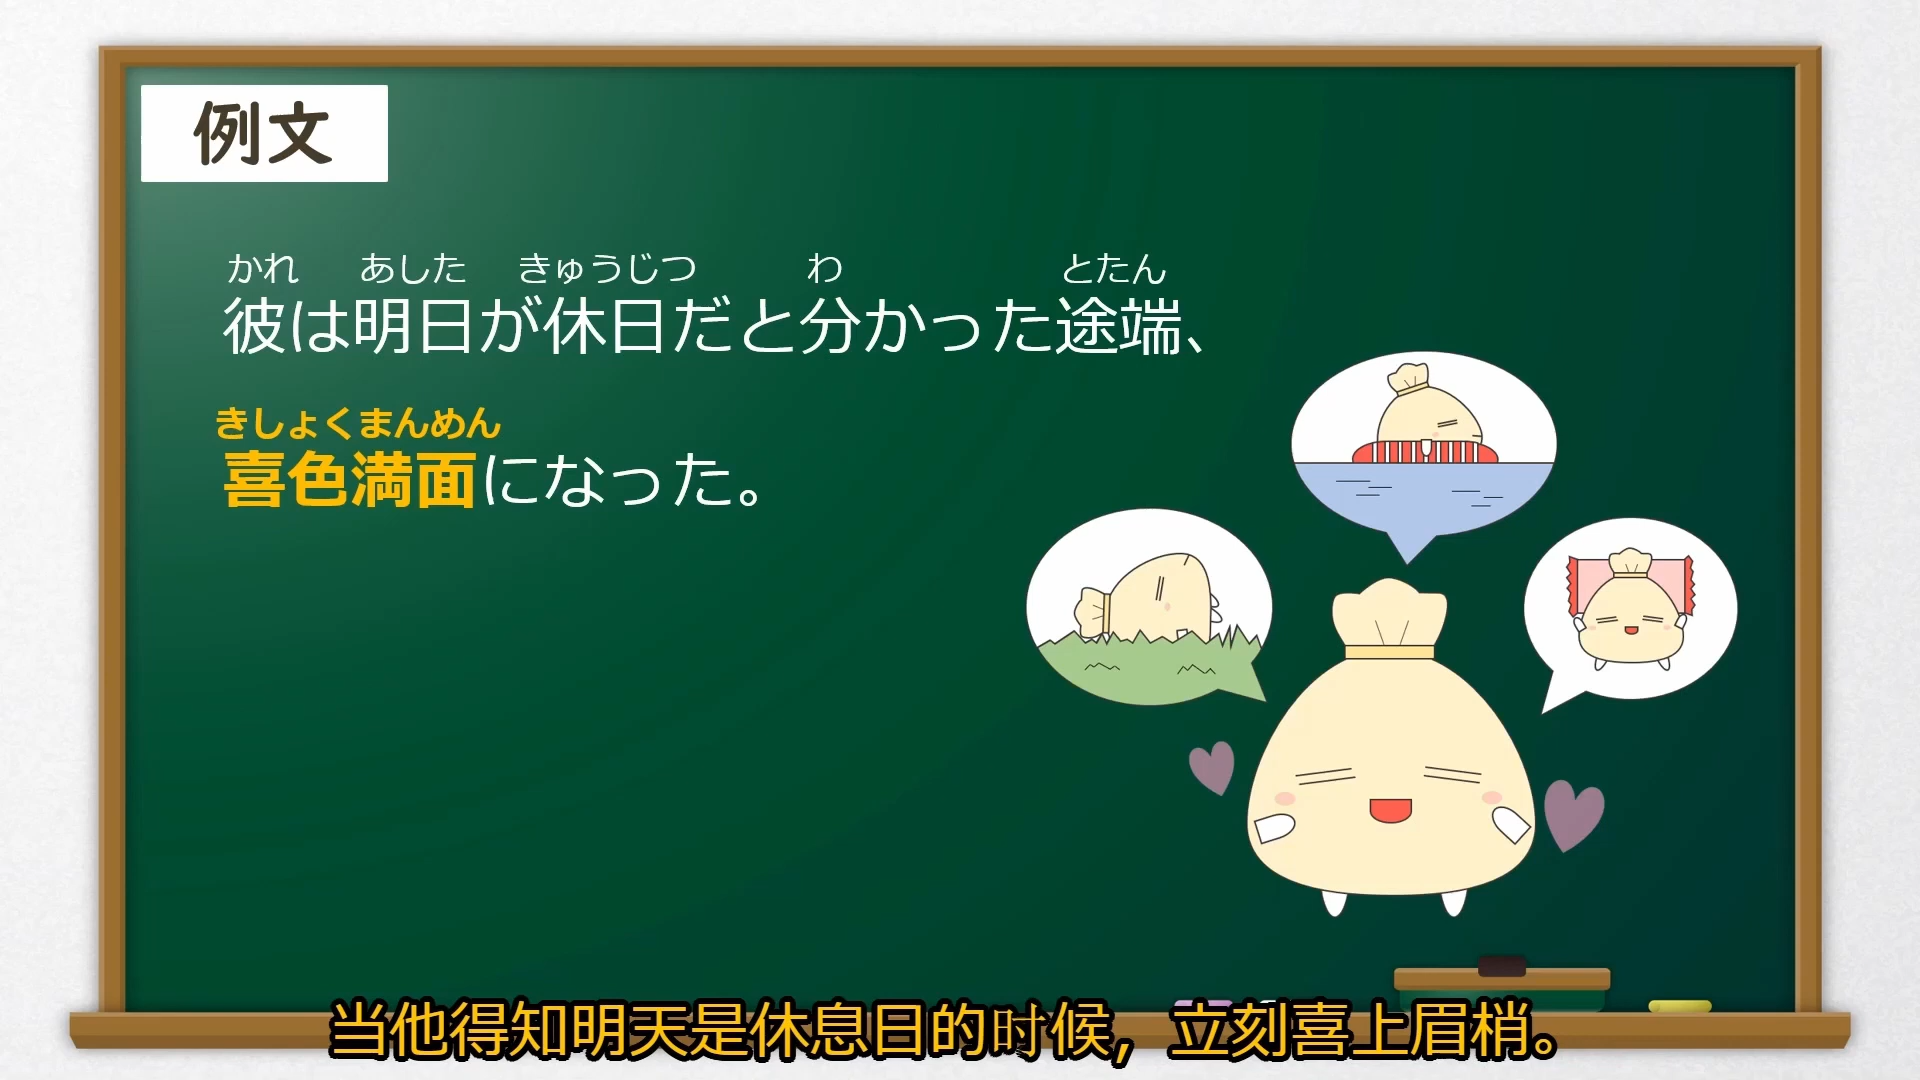 例文
かれ あした きゅうじつ わ とたん
彼は明日が休日だと分かった途端、
きしょくまんめん
喜色満面になった。
当他得知明天是休息日的时候，立刻喜上眉梢。